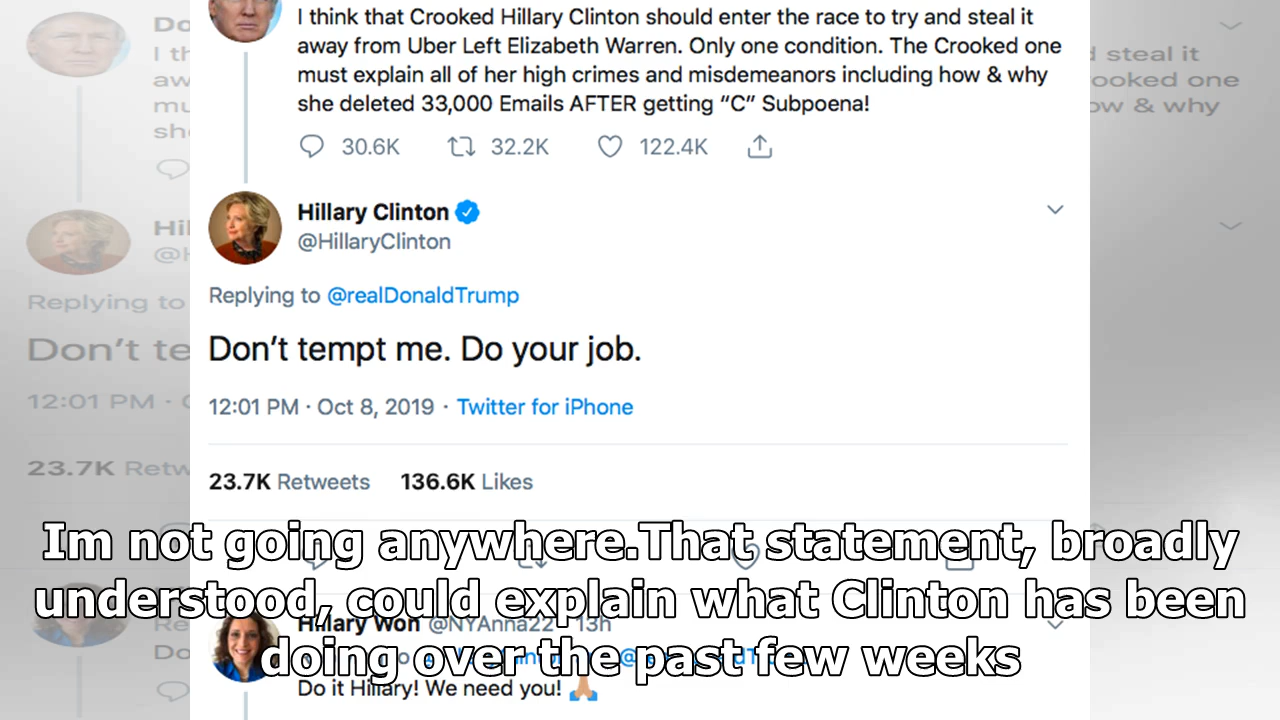 I think that Crooked Hillary Clinton should enter the race to try and steal it
away from Uber Left Elizabeth Warren. Only one condition. The Crooked one
must explain all of her high crimes and misdemeanors including how & why
she deleted 33,000 Emails AFTER getting “C” Subpoena!
30.6K 32.2K 122.4K
Hillary Clinton
@HillaryClinton
Replying to @realDonaldTrump
Don’t tempt me. Do your job.
12:01 PM · Oct 8, 2019 · Twitter for iPhone
23.7K Retweets 136.6K Likes
Im not going anywhere.That statement, broadly
understood, could explain what Clinton has been
doing over the past few weeks
Hillary Won @NYAnna22 · 13h
Do it Hillary! We need you! 🙏